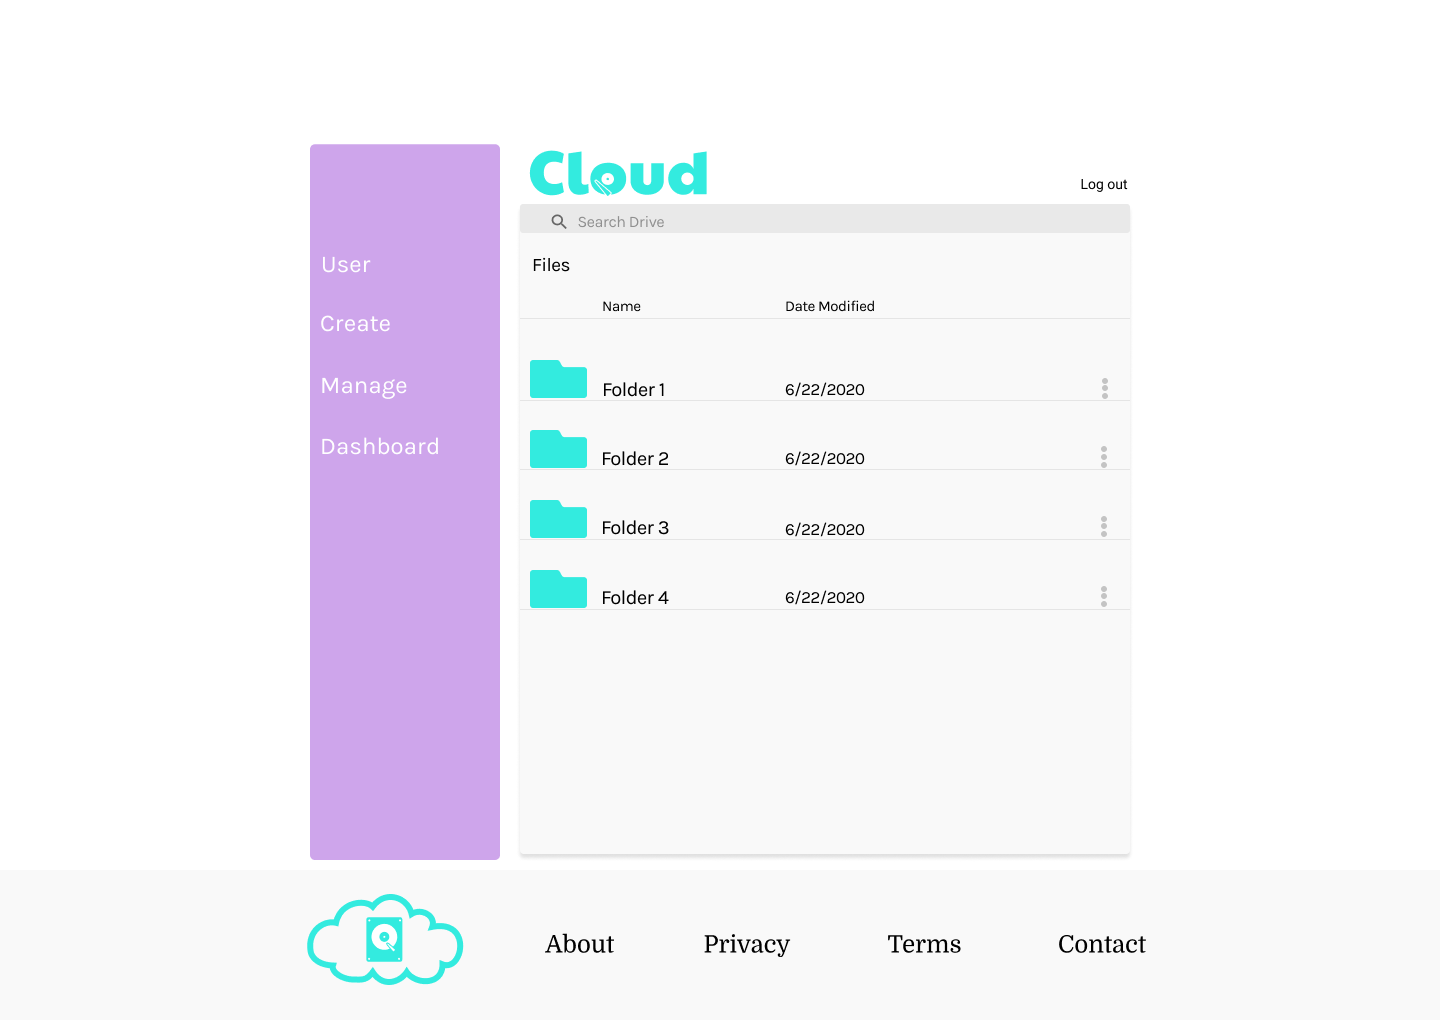 User
Create
Manage
Dashboard
Cloud
Log out
Search Drive
Files
Name Date Modified
Folder 1 6/22/2020
Folder 2 6/22/2020
Folder 3 6/22/2020
Folder 4 6/22/2020
About Privacy Terms Contact